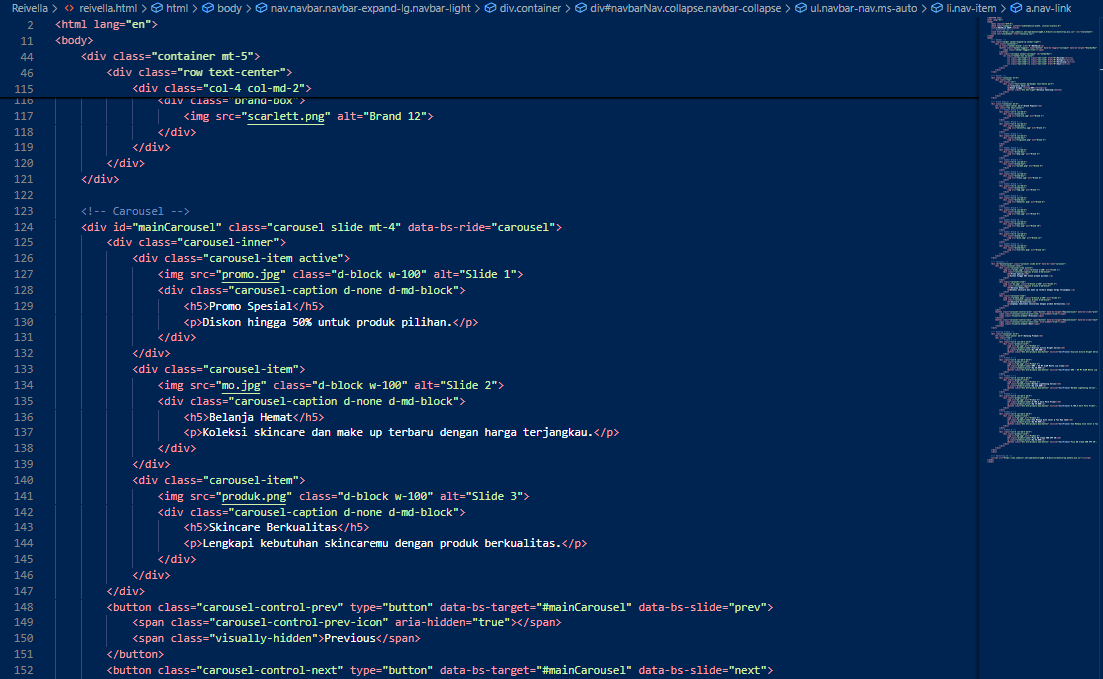 Reivella > reivella.html > html > body > nav.navbar.navbar-expand-lg.navbar-light > div.container > div#navbarNav.collapse.navbar-collapse > ul.navbar-nav.ms-auto > li.nav-item > a.nav-link
2 <html lang="en">
11 <body>
44 <div class="container mt-5">
46 <div class="row text-center">
115 <div class="col-4 col-md-2">
116 <div class="brand-box">
117 <img src="scarlett.png" alt="Brand 12">
118 </div>
119 </div>
120 </div>
121 </div>
122
123 <!-- Carousel -->
124 <div id="mainCarousel" class="carousel slide mt-4" data-bs-ride="carousel">
125 <div class="carousel-inner">
126 <div class="carousel-item active">
127 <img src="promo.jpg" class="d-block w-100" alt="Slide 1">
128 <div class="carousel-caption d-none d-md-block">
129 <h5>Promo Spesial</h5>
130 <p>Diskon hingga 50% untuk produk pilihan.</p>
131 </div>
132 </div>
133 <div class="carousel-item">
134 <img src="mo.jpg" class="d-block w-100" alt="Slide 2">
135 <div class="carousel-caption d-none d-md-block">
136 <h5>Belanja Hemat</h5>
137 <p>Koleksi skincare dan make up terbaru dengan harga terjangkau.</p>
138 </div>
139 </div>
140 <div class="carousel-item">
141 <img src="produk.png" class="d-block w-100" alt="Slide 3">
142 <div class="carousel-caption d-none d-md-block">
143 <h5>Skincare Berkualitas</h5>
144 <p>Lengkapi kebutuhan skincaremu dengan produk berkualitas.</p>
145 </div>
146 </div>
147 </div>
148 <button class="carousel-control-prev" type="button" data-bs-target="#mainCarousel" data-bs-slide="prev">
149 <span class="carousel-control-prev-icon" aria-hidden="true"></span>
150 <span class="visually-hidden">Previous</span>
151 </button>
152 <button class="carousel-control-next" type="button" data-bs-target="#mainCarousel" data-bs-slide="next">